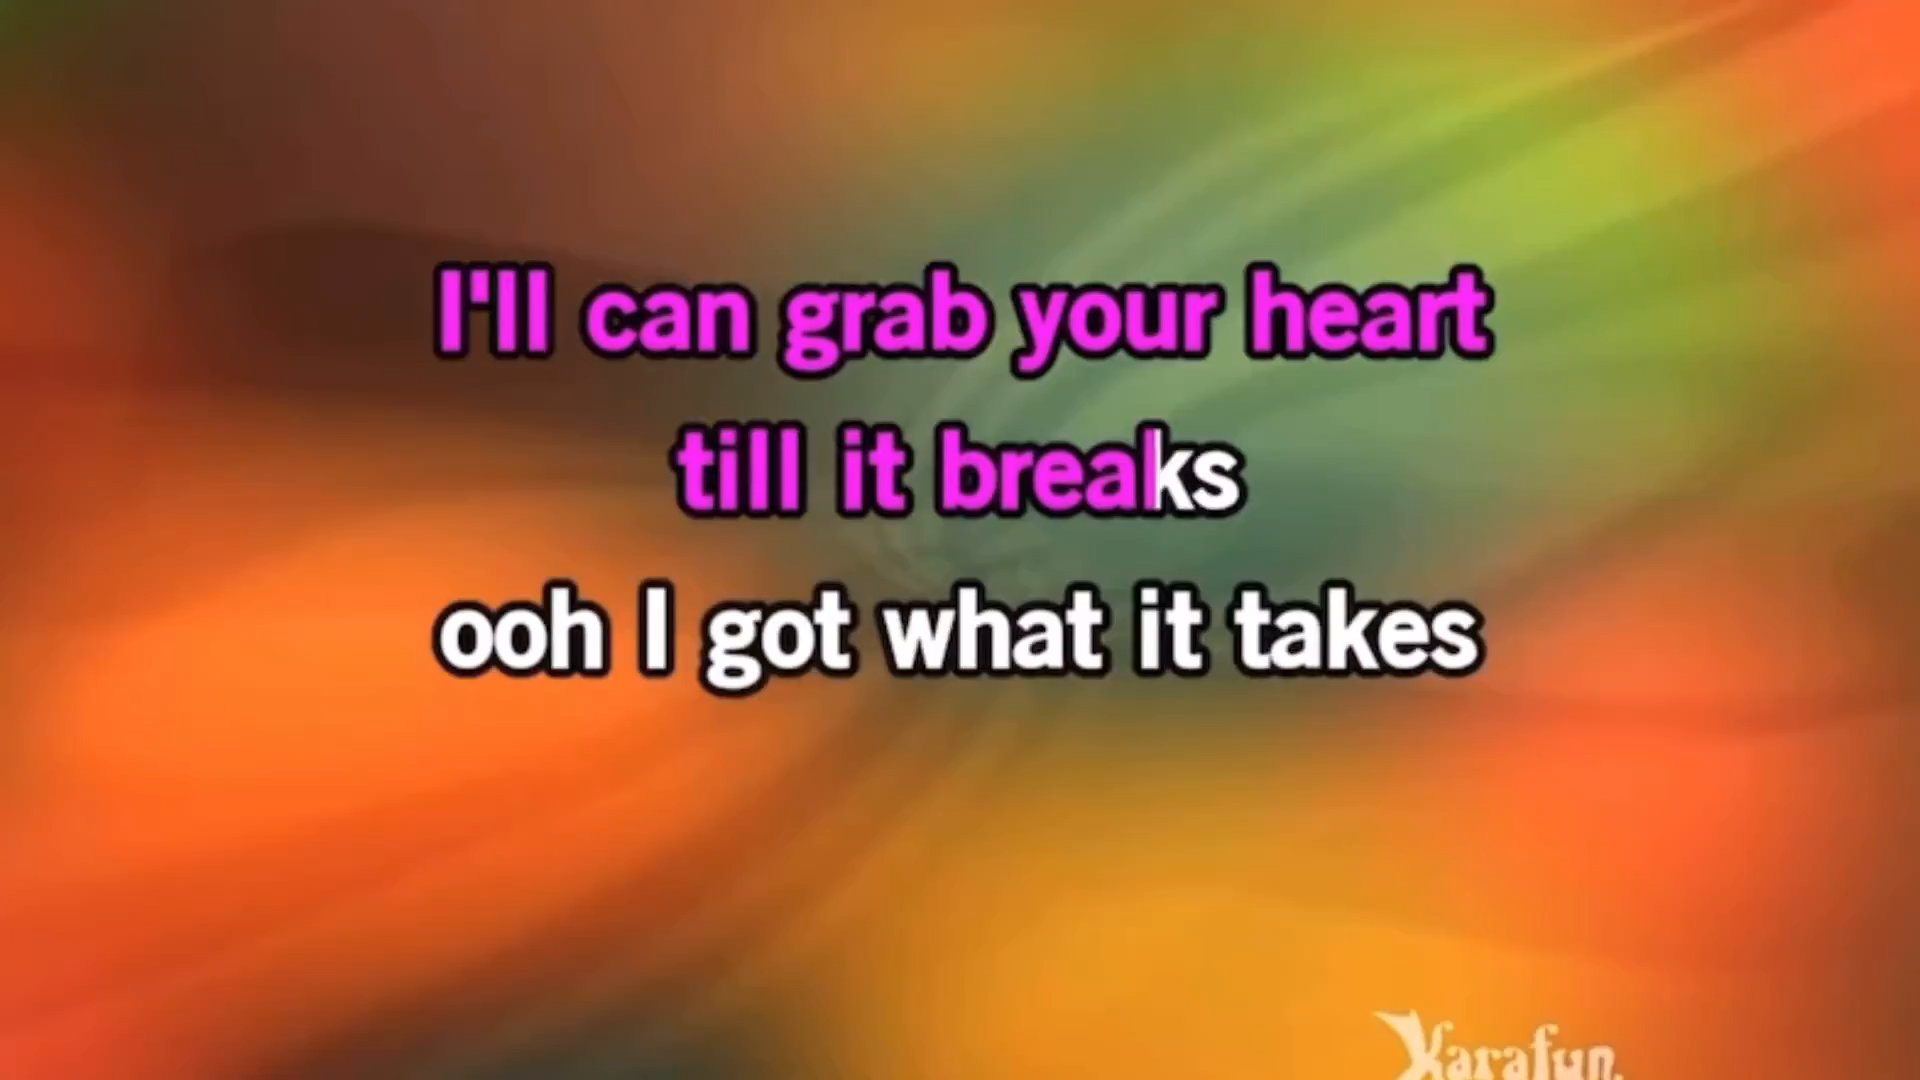 I'll can grab your heart
till it breaks
ooh I got what it takes
Karafun.